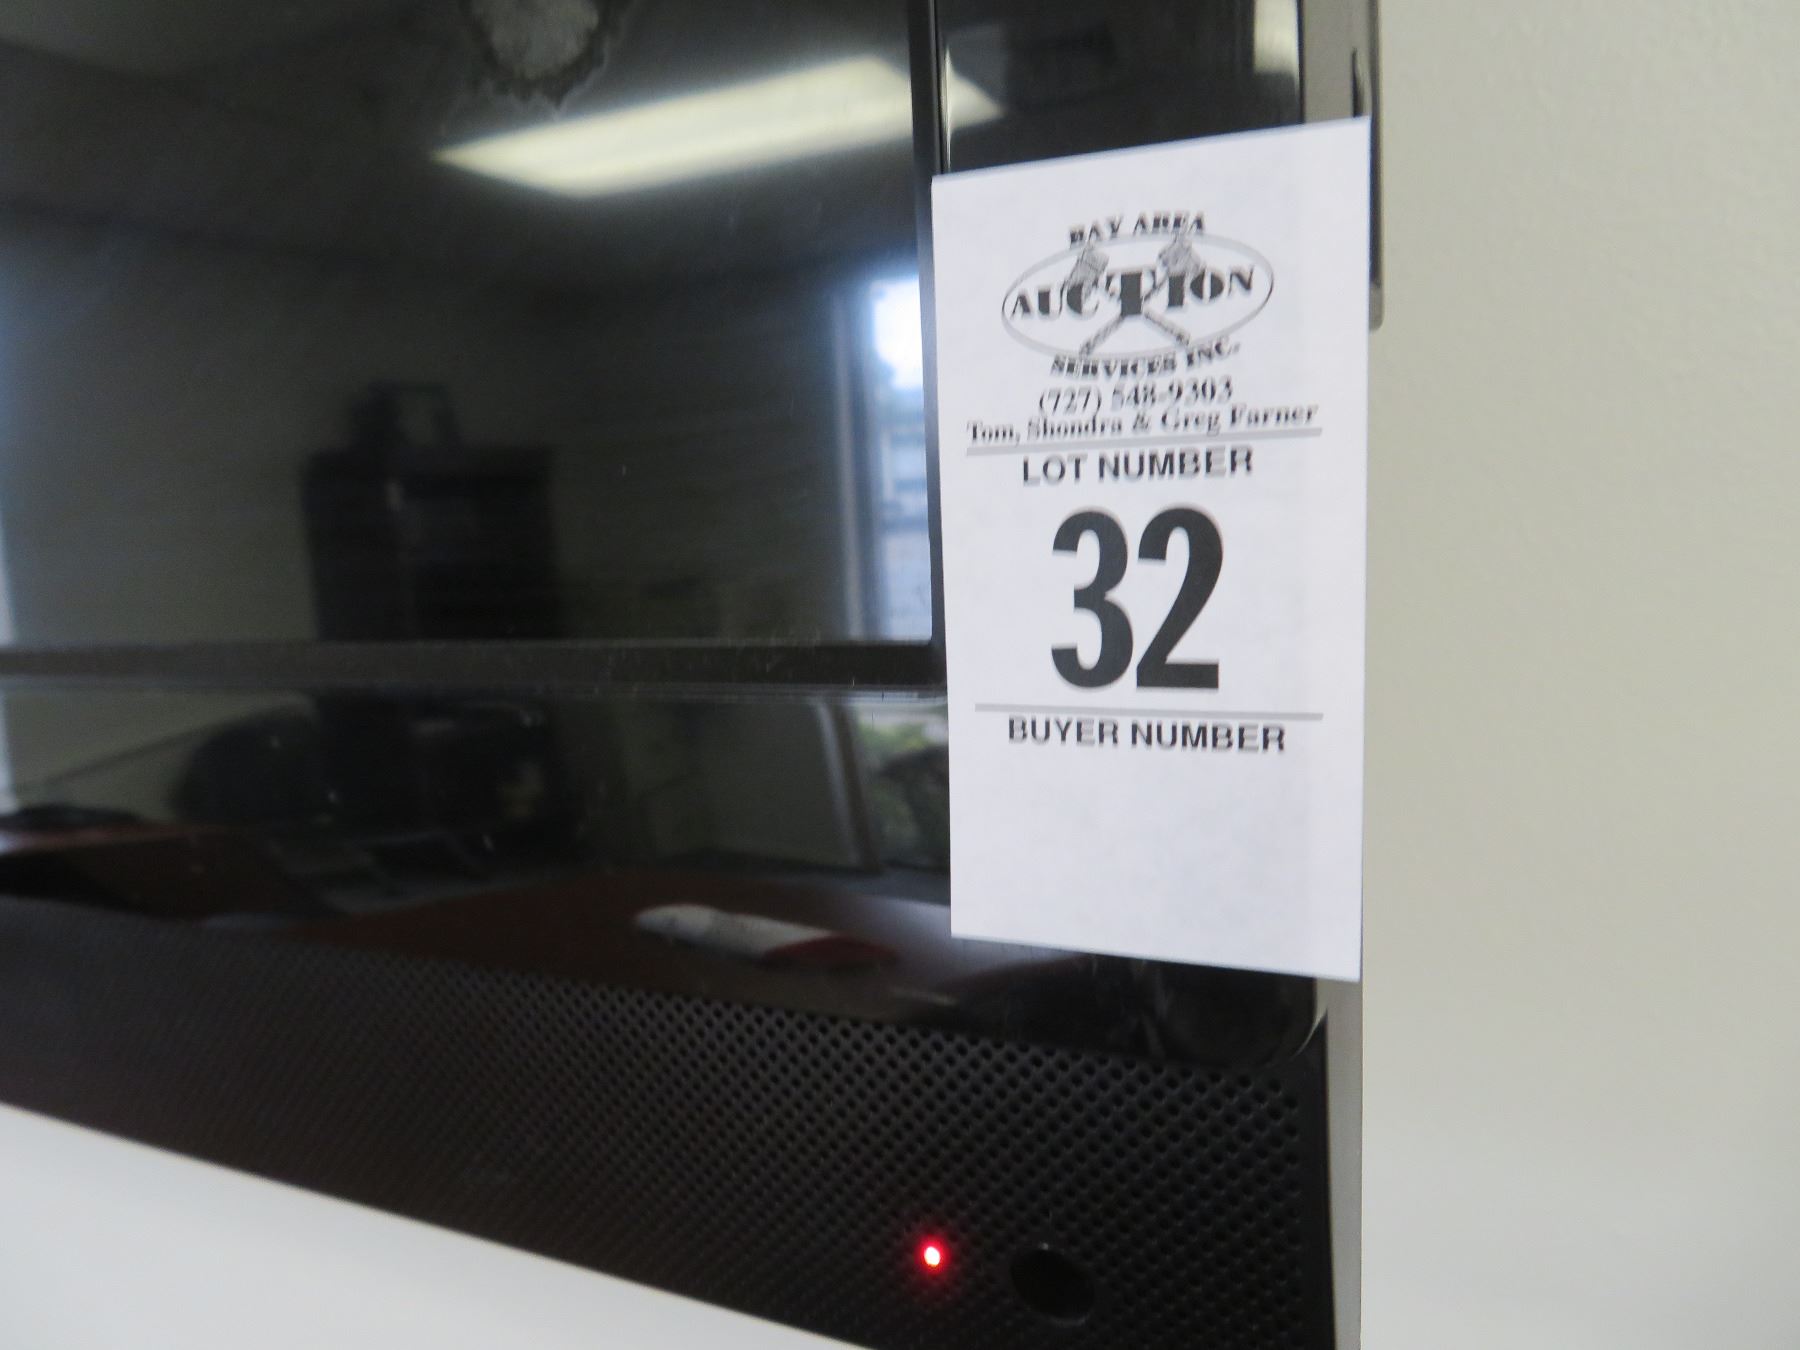 BAY AREA
AUCTION
SERVICES INC.
(727) 548-9303
Tom, Shondra & Greg Farner
LOT NUMBER
32
BUYER NUMBER